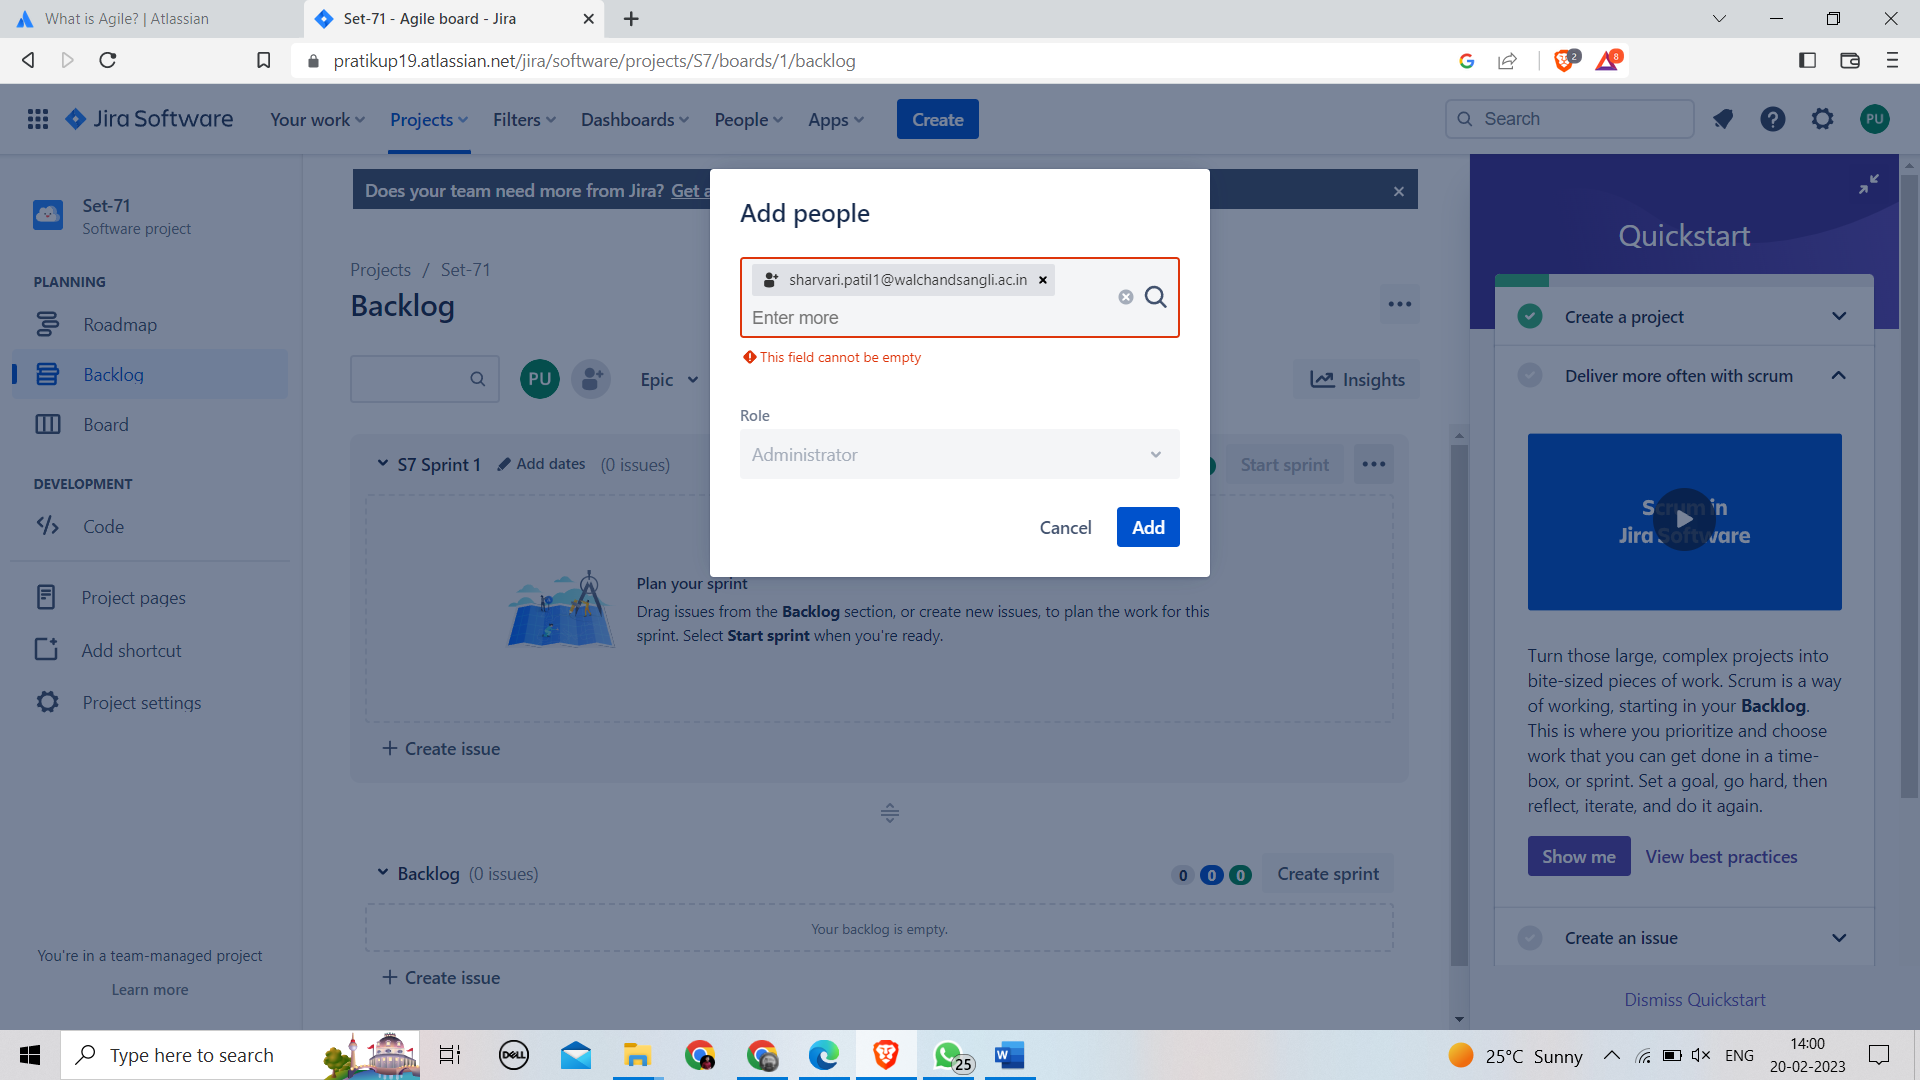 What is Agile? | Atlassian
Set-71 - Agile board - Jira
pratikup19.atlassian.net/jira/software/projects/S7/boards/1/backlog
2
8
Jira Software
Your work
Projects
Filters
Dashboards
People
Apps
Create
Search
PU
Set-71
Software project
PLANNING
Roadmap
Backlog
Board
DEVELOPMENT
Code
Project pages
Add shortcut
Project settings
You're in a team-managed project
Learn more
Does your team need more from Jira? Get a
Projects / Set-71
Backlog
PU
Epic
Insights
S7 Sprint 1
Add dates
(0 issues)
Start sprint
Plan your sprint
Drag issues from the Backlog section, or create new issues, to plan the work for this
sprint. Select Start sprint when you're ready.
+ Create issue
Backlog (0 issues)
0 0 0
Create sprint
Your backlog is empty.
+ Create issue
Add people
sharvari.patil1@walchandsangli.ac.in
Enter more
This field cannot be empty
Role
Administrator
Cancel
Add
Quickstart
Create a project
Deliver more often with scrum
Scrum in
Jira Software
Turn those large, complex projects into
bite-sized pieces of work. Scrum is a way
of working, starting in your Backlog.
This is where you prioritize and choose
work that you can get done in a time-
box, or sprint. Set a goal, go hard, then
reflect, iterate, and do it again.
Show me
View best practices
Create an issue
Dismiss Quickstart
Type here to search
DELL
25
25°C Sunny
ENG
14:00
20-02-2023